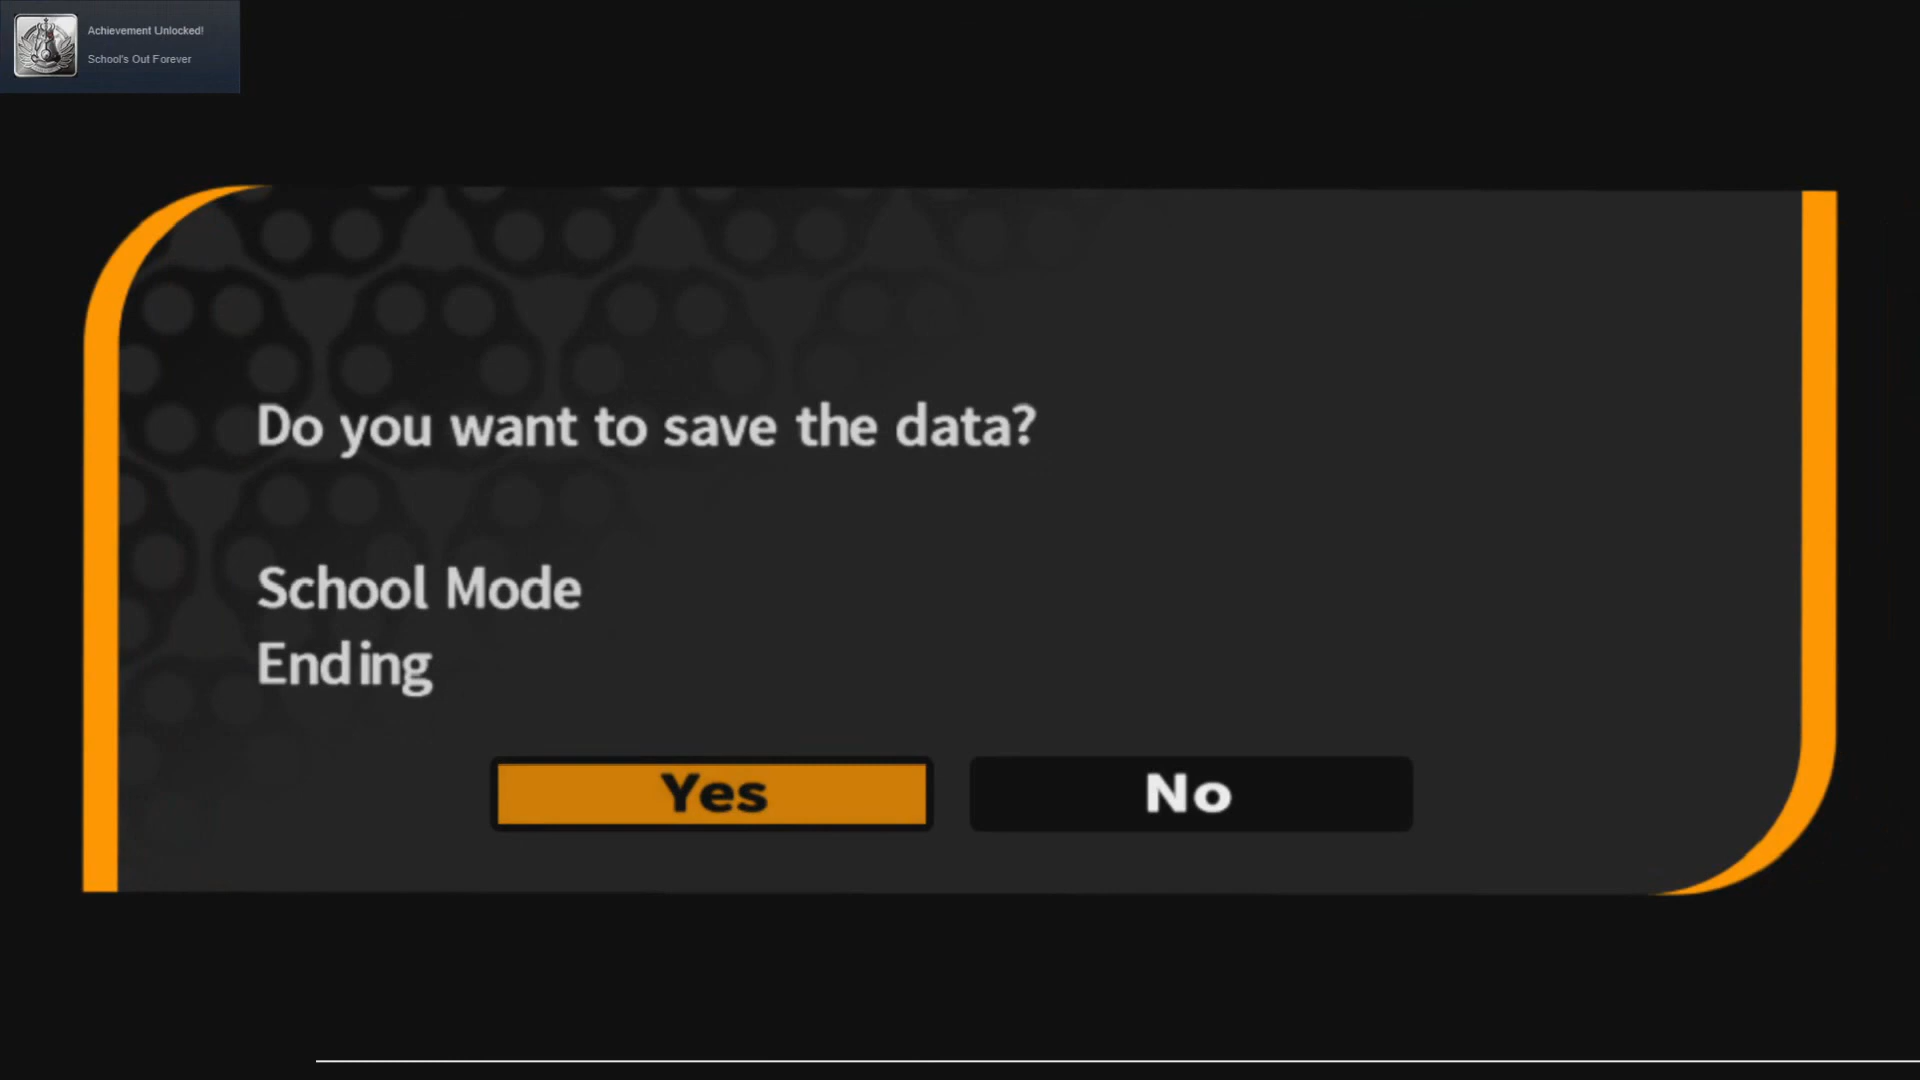 Achievement Unlocked!
School's Out Forever
Do you want to save the data?
School Mode
Ending
Yes
No